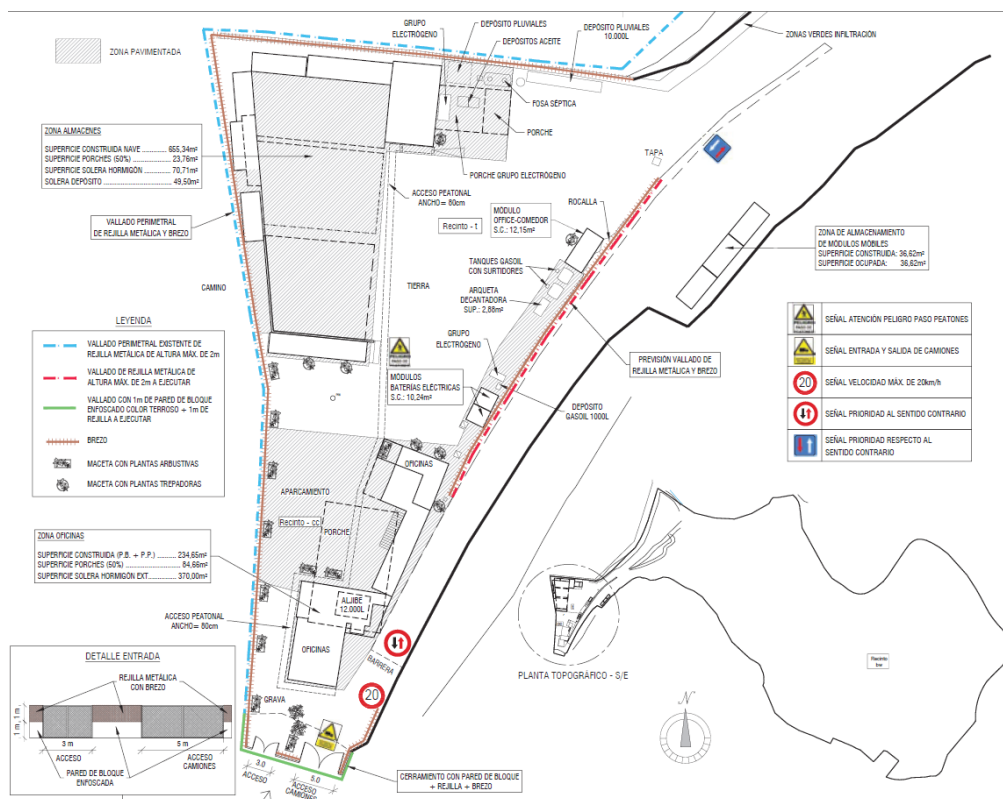 ZONA PAVIMENTADA
GRUPO
ELECTRÓGENO
DEPÓSITO PLUVIALES
DEPÓSITOS ACEITE
DEPÓSITO PLUVIALES
10.000L
ZONAS VERDES INFILTRACIÓN
FOSA SÉPTICA
PORCHE
PORCHE GRUPO ELECTRÓGENO
ZONA ALMACENES
SUPERFICIE CONSTRUIDA NAVE 655,34m²
SUPERFICIE PORCHES (50%) 23,76m²
SUPERFICIE SOLERA HORMIGÓN 70,71m²
SOLERA DEPÓSITO 49,50m²
VALLADO PERIMETRAL
DE REJILLA METÁLICA Y BREZO
CAMINO
ACCESO PEATONAL
ANCHO= 80cm
Recinto - t
TIERRA
TAPA
ROCALLA
MÓDULO
OFFICE-COMEDOR
S.C.: 12,15m²
TANQUES GASOIL
CON SURTIDORES
ARQUETA
DECANTADORA
SUP.: 2,88m²
GRUPO
ELECTRÓGENO
MÓDULOS
BATERÍAS ELÉCTRICAS
S.C.: 10,24m²
DEPÓSITO
GASOIL 1000L
PREVISIÓN VALLADO DE
REJILLA METÁLICA Y BREZO
ZONA DE ALMACENAMIENTO
DE MÓDULOS MÓBILES
SUPERFICIE CONSTRUIDA: 36,62m²
SUPERFICIE OCUPADA: 36,62m²
LEYENDA
VALLADO PERIMETRAL EXISTENTE DE
REJILLA METÁLICA DE ALTURA MÁX. DE 2m
VALLADO DE REJILLA METÁLICA DE
ALTURA MÁX. DE 2m A EJECUTAR
VALLADO CON 1m DE PARED DE BLOQUE
ENFOSCADO COLOR TERROSO + 1m DE
REJILLA A EJECUTAR
BREZO
MACETA CON PLANTAS ARBUSTIVAS
MACETA CON PLANTAS TREPADORAS
PELIGRO
SEÑAL ATENCIÓN PELIGRO PASO PEATONES
SEÑAL ENTRADA Y SALIDA DE CAMIONES
20
SEÑAL VELOCIDAD MÁX. DE 20km/h
SEÑAL PRIORIDAD AL SENTIDO CONTRARIO
SEÑAL PRIORIDAD RESPECTO AL
SENTIDO CONTRARIO
PELIGRO
OFICINAS
APARCAMIENTO
Recinto - cc
PORCHE
ZONA OFICINAS
SUPERFICIE CONSTRUIDA (P.B. + P.P.) 234,65m²
SUPERFICIE PORCHES (50%) 84,66m²
SUPERFICIE SOLERA HORMIGÓN EXT. 370,00m²
ALJIBE
12.000L
ACCESO PEATONAL
ANCHO= 80cm
OFICINAS
BARRERA
20
GRAVA
PLANTA TOPOGRÁFICO - S/E
Recinto
N
DETALLE ENTRADA
REJILLA METÁLICA
CON BREZO
1 m, 1 m,
3 m
5 m
ACCESO
ACCESO
CAMIONES
PARED DE BLOQUE
ENFOSCADA
3.0
ACCESO
5.0
ACCESO
CAMIONES
CERRAMIENTO CON PARED DE BLOQUE
+ REJILLA + BREZO